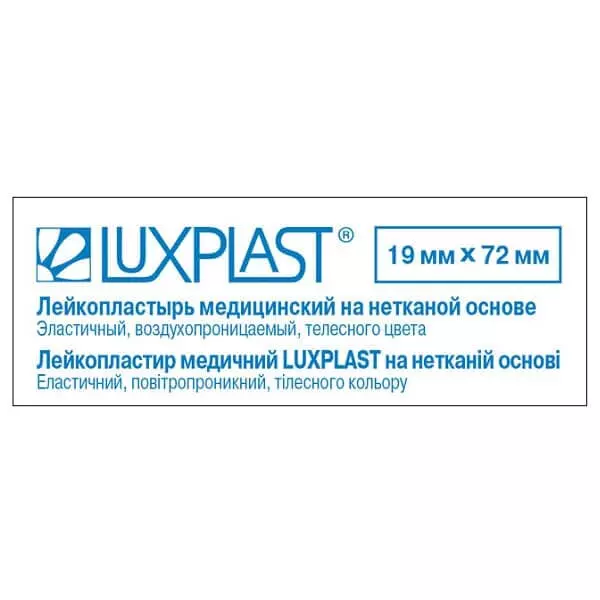 LUXPLAST®
19 мм х 72 мм
Лейкопластырь медицинский на нетканой основе
Эластичный, воздухопроницаемый, телесного цвета
Лейкопластир медичний LUXPLAST на нетканій основі
Еластичний, повітропроникний, тілесного кольору